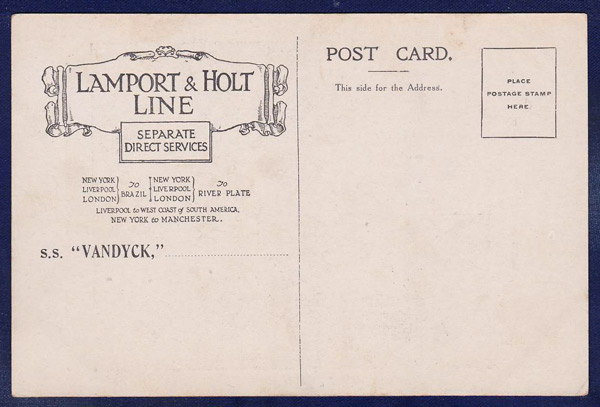 LAMPORT & HOLT
LINE
SEPARATE
DIRECT SERVICES
NEW YORK
LIVERPOOL
LONDON
TO
BRAZIL
NEW YORK
LIVERPOOL
LONDON
TO
RIVER PLATE
LIVERPOOL to WEST COAST of SOUTH AMERICA,
NEW YORK to MANCHESTER.
S.S. "VANDYCK,"
POST CARD.
This side for the Address.
PLACE
POSTAGE STAMP
HERE.